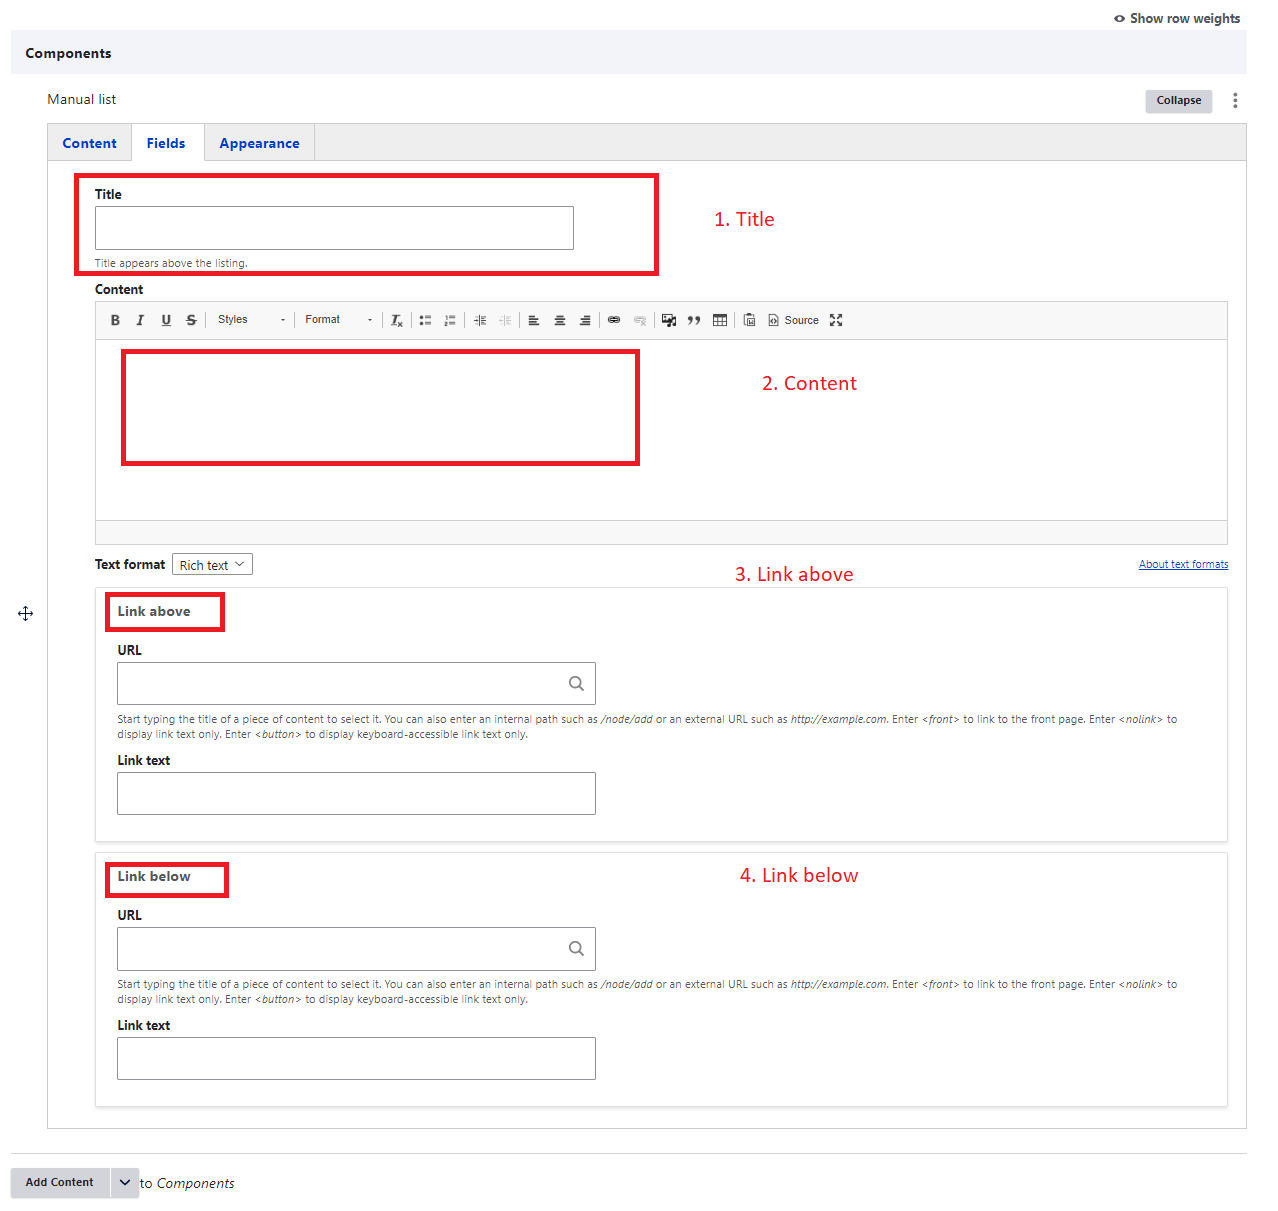 Show row weights
Components
Manual list
Collapse
Content Fields Appearance
Title
1. Title
Title appears above the listing.
Content
B I U S Styles Format Ix Source
2. Content
Text format Rich text
About text formats
3. Link above
Link above
URL
Start typing the title of a piece of content to select it. You can also enter an internal path such as /node/add or an external URL such as http://example.com. Enter <front> to link to the front page. Enter <nolink> to
display link text only. Enter <button> to display keyboard-accessible link text only.
Link text
Link below
4. Link below
URL
Start typing the title of a piece of content to select it. You can also enter an internal path such as /node/add or an external URL such as http://example.com. Enter <front> to link to the front page. Enter <nolink> to
display link text only. Enter <button> to display keyboard-accessible link text only.
Link text
Add Content to Components